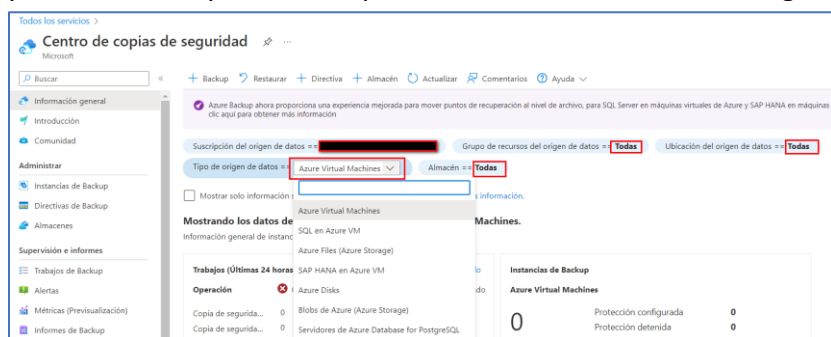 Todos los servicios >
Centro de copias de seguridad
Microsoft
Buscar
+ Backup Restaurar + Directiva + Almacén Actualizar Comentarios Ayuda
Información general
Introducción
Comunidad
Administrar
Instancias de Backup
Directivas de Backup
Almacenes
Supervisión e informes
Trabajos de Backup
Alertas
Métricas (Previsualización)
Informes de Backup
Azure Backup ahora proporciona una experiencia mejorada para mover puntos de recuperación al nivel de archivo, para SQL Server en máquinas virtuales de Azure y SAP HANA en máquinas
clic aquí para obtener más información
Suscripción del origen de datos == Grupo de recursos del origen de datos == Todas Ubicación del origen de datos == Todas
Tipo de origen de datos == Azure Virtual Machines Almacén == Todas
Mostrar solo información información.
Azure Virtual Machines
SQL en Azure VM
Azure Files (Azure Storage)
SAP HANA en Azure VM
Azure Disks
Blobs de Azure (Azure Storage)
Servidores de Azure Database for PostgreSQL
Mostrando los datos de Machines.
Información general de instanc
Trabajos (Últimas 24 horas
Operación
Copia de segurida... 0
Copia de segurida... 0
Instancias de Backup
Azure Virtual Machines
0
Protección configurada 0
Protección detenida 0